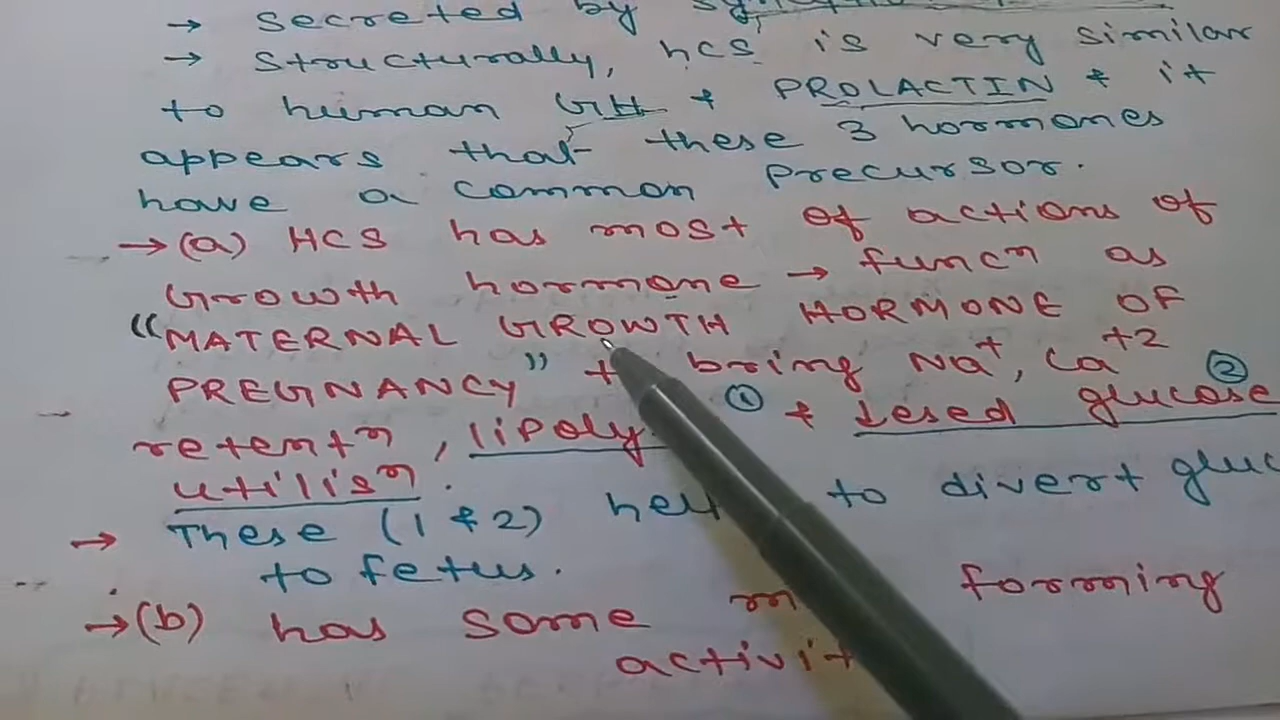 → secreted by
→ structurally, hcs is very similar
to human GH & PROLACTIN & it
appears that these 3 hormones
have a common precursor.
→ (a) HCS has most of actions of
Growth hormone → funcn as
“MATERNAL GROWTH HORMONE OF
PREGNANCY” bring Na+, Ca+2
retentn, lipoly ① & ↓esed glucose ②
utilisn.
→ These (1 & 2) to divert gluc
to fetus.
→ (b) has some forming
activit